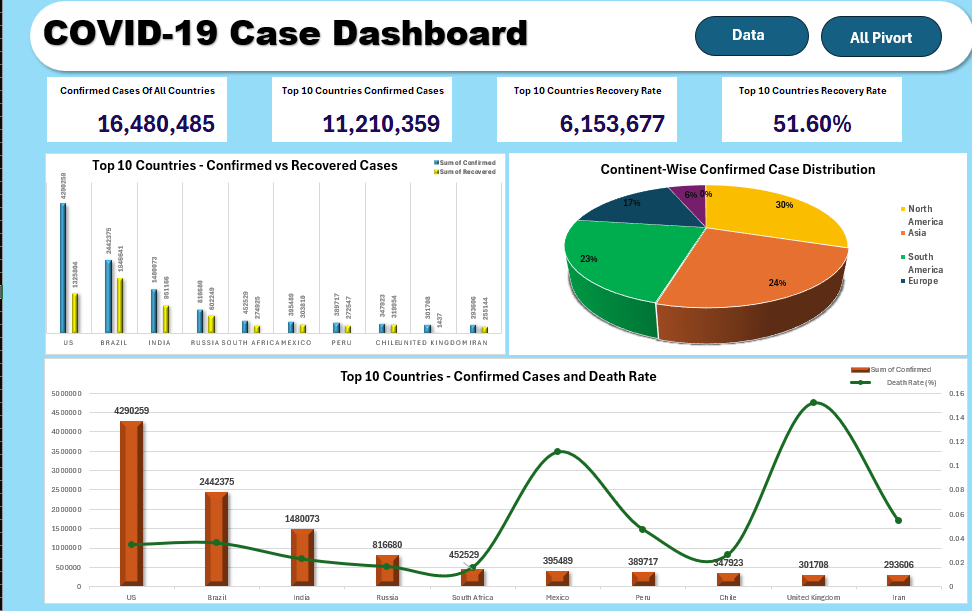 COVID-19 Case Dashboard
Data
All Pivort
Confirmed Cases Of All Countries
16,480,485
Top 10 Countries Confirmed Cases
11,210,359
Top 10 Countries Recovery Rate
6,153,677
Top 10 Countries Recovery Rate
51.60%
Top 10 Countries - Confirmed vs Recovered Cases
Sum of Confirmed
Sum of Recovered
4290259
1325804
2442375
1846641
1480073
951166
816680
602249
452529
274925
395489
303810
389717
272547
347923
319954
301708
1437
293606
255144
US
BRAZIL
INDIA
RUSSIA
SOUTH AFRICA
MEXICO
PERU
CHILE
UNITED KINGDOM
IRAN
Continent-Wise Confirmed Case Distribution
30%
24%
23%
17%
6%
0%
North
America
Asia
South
America
Europe
Top 10 Countries - Confirmed Cases and Death Rate
Sum of Confirmed
Death Rate (%)
5000000
4500000
4000000
3500000
3000000
2500000
2000000
1500000
1000000
500000
0
4290259
2442375
1480073
816680
452529
395489
389717
347923
301708
293606
0.16
0.14
0.12
0.1
0.08
0.06
0.04
0.02
0
US
Brazil
India
Russia
South Africa
Mexico
Peru
Chile
United Kingdom
Iran